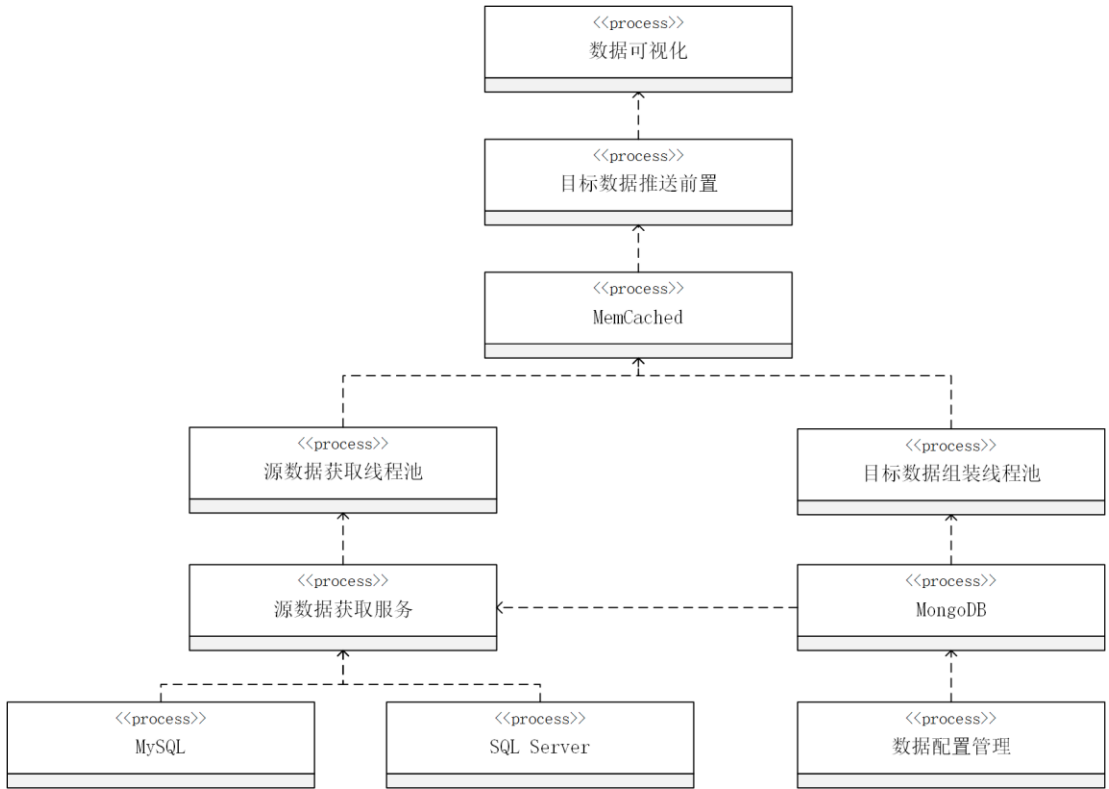 <<process>>
数据可视化
<<process>>
目标数据推送前置
<<process>>
MemCached
<<process>>
源数据获取线程池
<<process>>
目标数据组装线程池
<<process>>
源数据获取服务
<<process>>
MongoDB
<<process>>
MySQL
<<process>>
SQL Server
<<process>>
数据配置管理